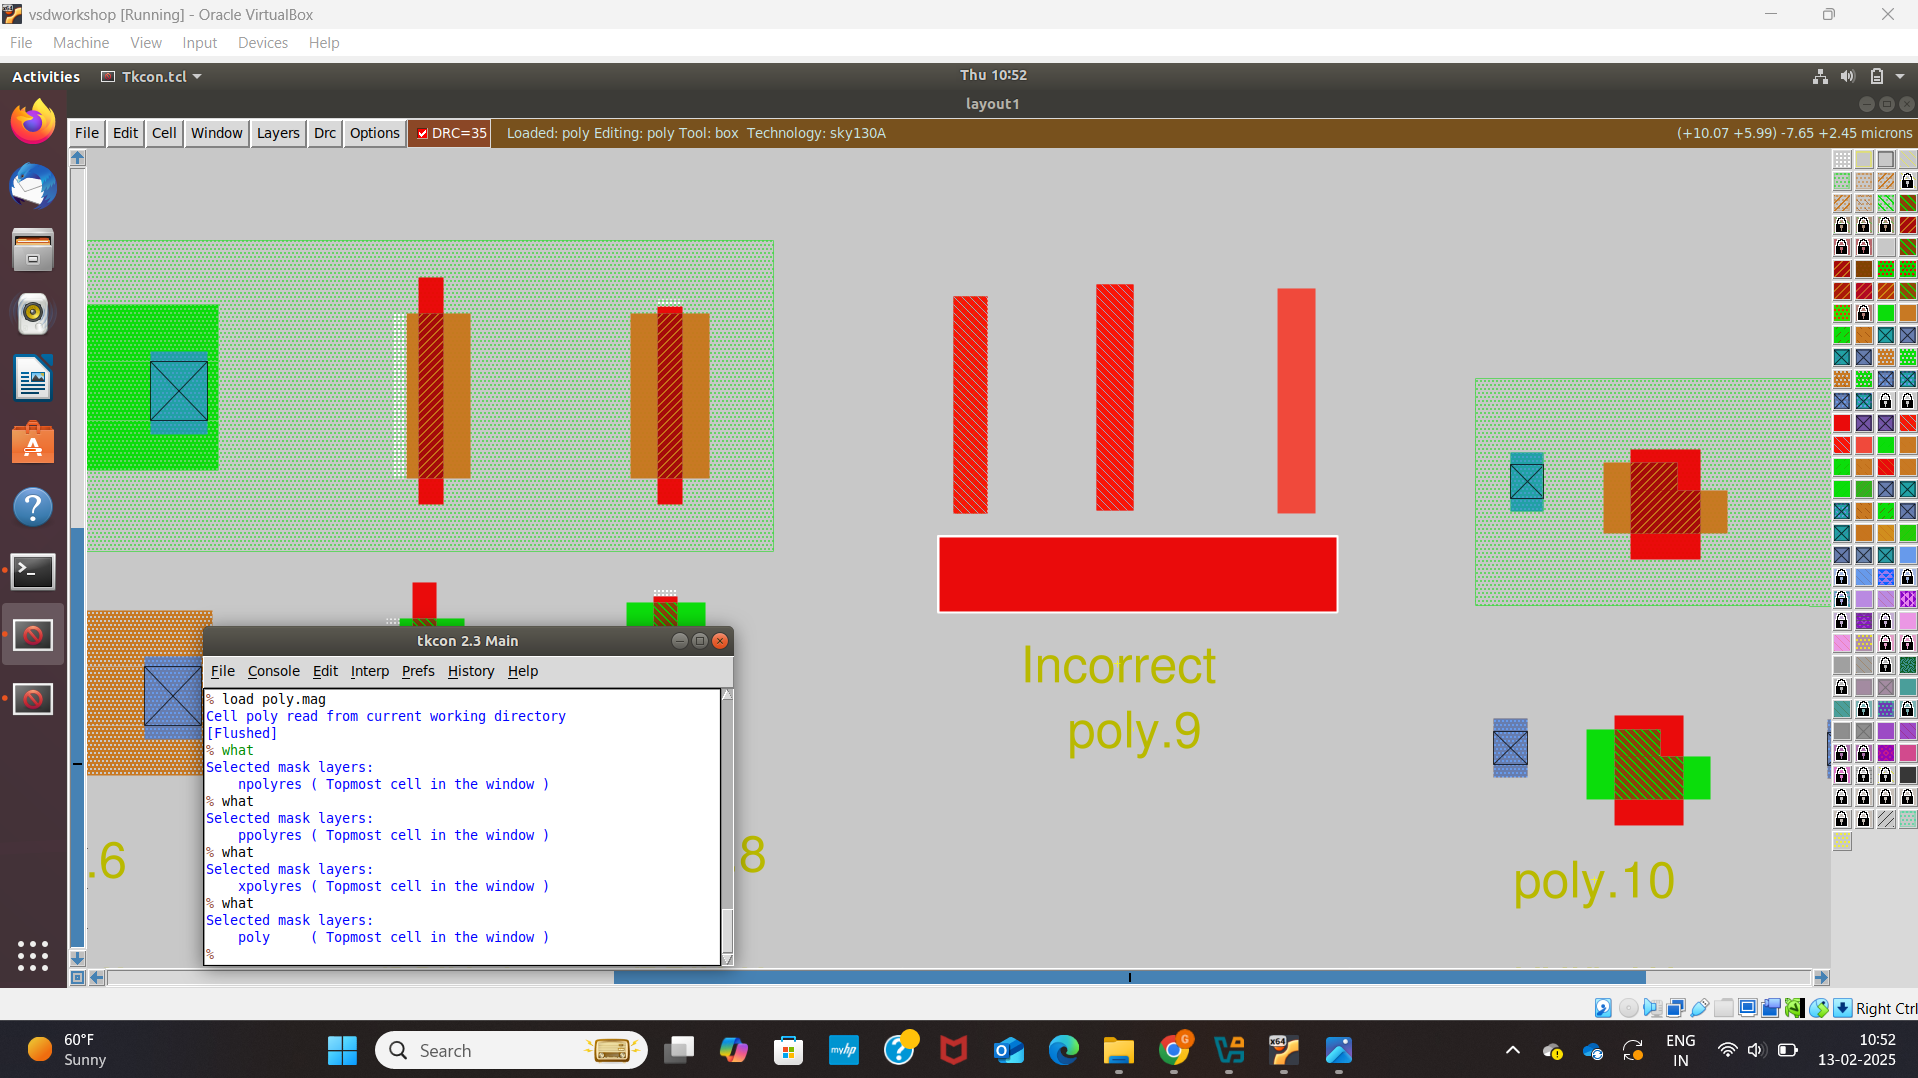 vsdworkshop [Running] - Oracle VirtualBox
File Machine View Input Devices Help
Activities Tkcon.tcl Thu 10:52
layout1
File Edit Cell Window Layers Drc Options DRC=35 Loaded: poly Editing: poly Tool: box Technology: sky130A (+10.07 +5.99) -7.65 +2.45 microns
Incorrect
poly.9
.6
.8
poly.10
tkcon 2.3 Main
File Console Edit Interp Prefs History Help
% load poly.mag
Cell poly read from current working directory
[Flushed]
% what
Selected mask layers:
npolyres ( Topmost cell in the window )
% what
Selected mask layers:
ppolyres ( Topmost cell in the window )
% what
Selected mask layers:
xpolyres ( Topmost cell in the window )
% what
Selected mask layers:
poly ( Topmost cell in the window )
%
Right Ctrl
60°F
Sunny
Search
myhp
G
x64
ENG
IN
10:52
13-02-2025